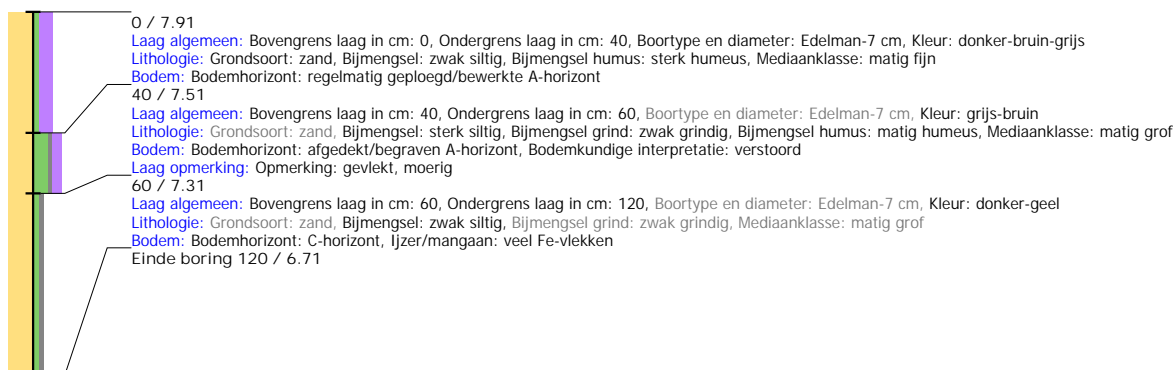 0 / 7.91
Laag algemeen: Bovengrens laag in cm: 0, Ondergrens laag in cm: 40, Boortype en diameter: Edelman-7 cm, Kleur: donker-bruin-grijs
Lithologie: Grondsoort: zand, Bijmengsel: zwak siltig, Bijmengsel humus: sterk humeus, Mediaanklasse: matig fijn
Bodem: Bodemhorizont: regelmatig geploegd/bewerkte A-horizont
40 / 7.51
Laag algemeen: Bovengrens laag in cm: 40, Ondergrens laag in cm: 60, Boortype en diameter: Edelman-7 cm, Kleur: grijs-bruin
Lithologie: Grondsoort: zand, Bijmengsel: sterk siltig, Bijmengsel grind: zwak grindig, Bijmengsel humus: matig humeus, Mediaanklasse: matig grof
Bodem: Bodemhorizont: afgedekt/begraven A-horizont, Bodemkundige interpretatie: verstoord
Laag opmerking: Opmerking: gevlekt, moerig
60 / 7.31
Laag algemeen: Bovengrens laag in cm: 60, Ondergrens laag in cm: 120, Boortype en diameter: Edelman-7 cm, Kleur: donker-geel
Lithologie: Grondsoort: zand, Bijmengsel: zwak siltig, Bijmengsel grind: zwak grindig, Mediaanklasse: matig grof
Bodem: Bodemhorizont: C-horizont, Ijzer/mangaan: veel Fe-vlekken
Einde boring 120 / 6.71